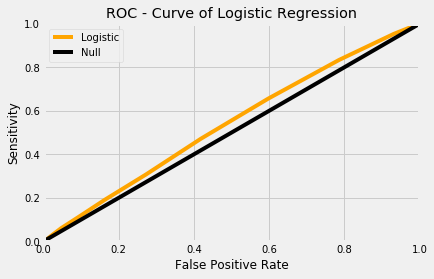 ROC - Curve of Logistic Regression
1.0
Logistic
Null
0.8
0.6
Sensitivity
0.4
0.2
0.0
0.0 0.2 0.4 0.6 0.8 1.0
False Positive Rate